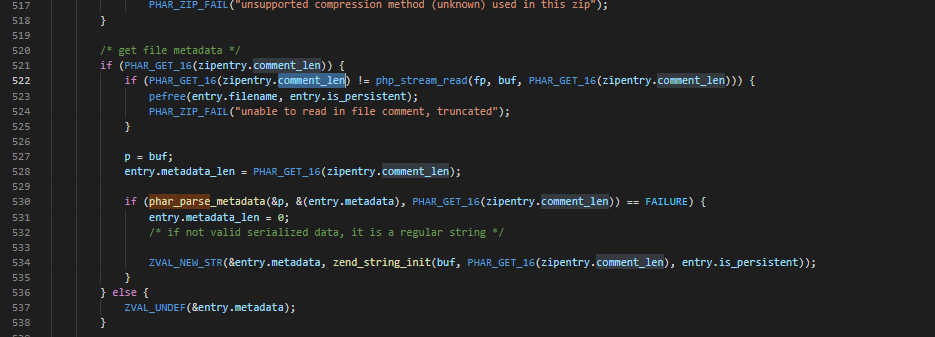 517 PHAR_ZIP_FAIL("unsupported compression method (unknown) used in this zip");
518 }
519
520 /* get file metadata */
521 if (PHAR_GET_16(zipentry.comment_len)) {
522 if (PHAR_GET_16(zipentry.comment_len) != php_stream_read(fp, buf, PHAR_GET_16(zipentry.comment_len))) {
523 pefree(entry.filename, entry.is_persistent);
524 PHAR_ZIP_FAIL("unable to read in file comment, truncated");
525 }
526
527 p = buf;
528 entry.metadata_len = PHAR_GET_16(zipentry.comment_len);
529
530 if (phar_parse_metadata(&p, &(entry.metadata), PHAR_GET_16(zipentry.comment_len)) == FAILURE) {
531 entry.metadata_len = 0;
532 /* if not valid serialized data, it is a regular string */
533
534 ZVAL_NEW_STR(&entry.metadata, zend_string_init(buf, PHAR_GET_16(zipentry.comment_len), entry.is_persistent));
535 }
536 } else {
537 ZVAL_UNDEF(&entry.metadata);
538 }